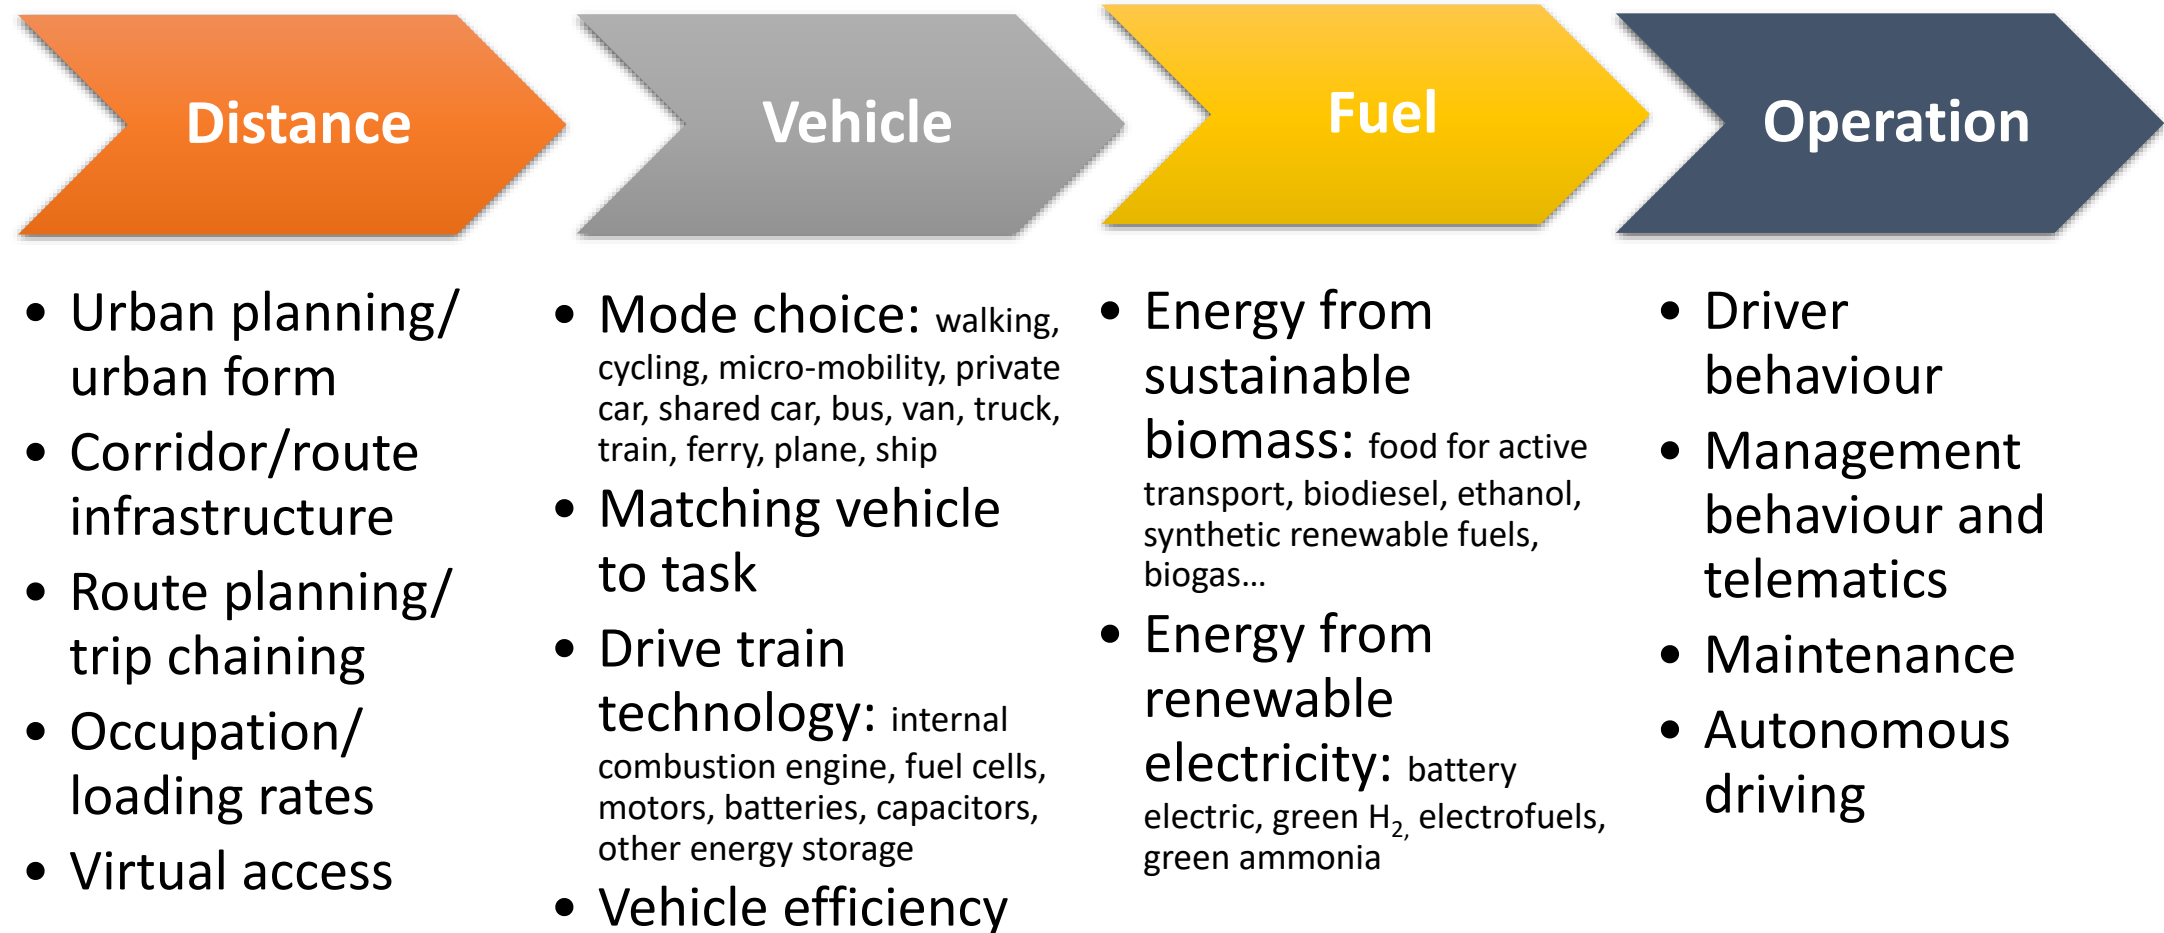 Distance
• Urban planning/
urban form
• Corridor/route
infrastructure
• Route planning/
trip chaining
• Occupation/
loading rates
• Virtual access
Vehicle
• Mode choice: walking,
cycling, micro-mobility, private
car, shared car, bus, van, truck,
train, ferry, plane, ship
• Matching vehicle
to task
• Drive train
technology: internal
combustion engine, fuel cells,
motors, batteries, capacitors,
other energy storage
• Vehicle efficiency
Fuel
• Energy from
sustainable
biomass: food for active
transport, biodiesel, ethanol,
synthetic renewable fuels,
biogas…
• Energy from
renewable
electricity: battery
electric, green H₂, electrofuels,
green ammonia
Operation
• Driver
behaviour
• Management
behaviour and
telematics
• Maintenance
• Autonomous
driving